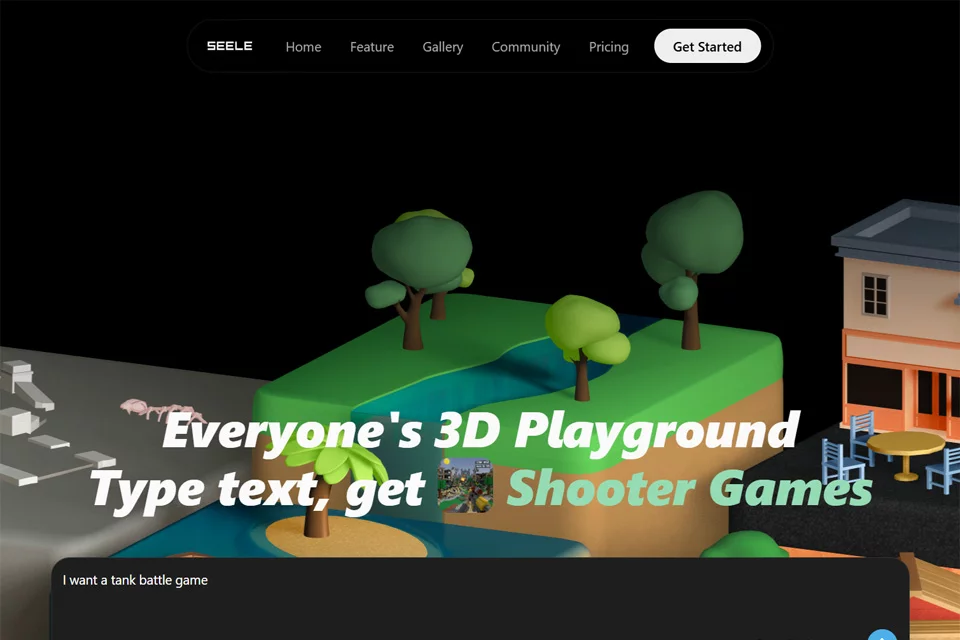 SEELE
Home
Feature
Gallery
Community
Pricing
Get Started
Everyone's 3D Playground
Type text, get Shooter Games
I want a tank battle game